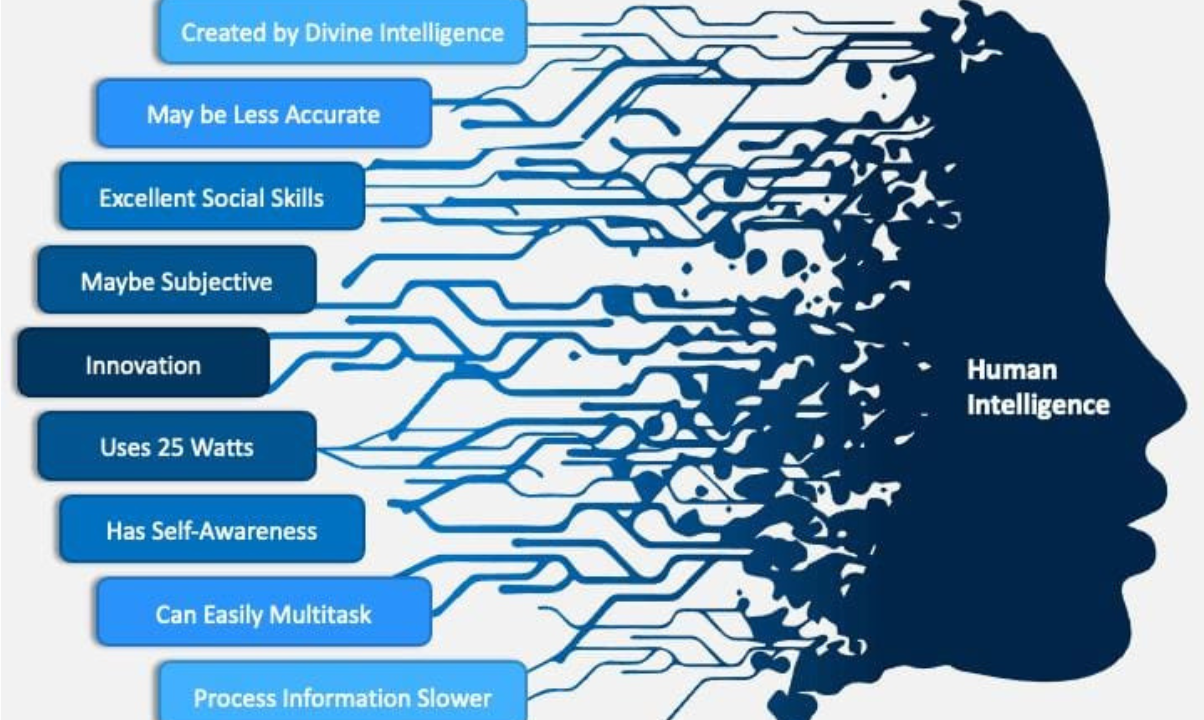 Created by Divine Intelligence
May be Less Accurate
Excellent Social Skills
Maybe Subjective
Innovation
Uses 25 Watts
Has Self-Awareness
Can Easily Multitask
Process Information Slower
Human
Intelligence